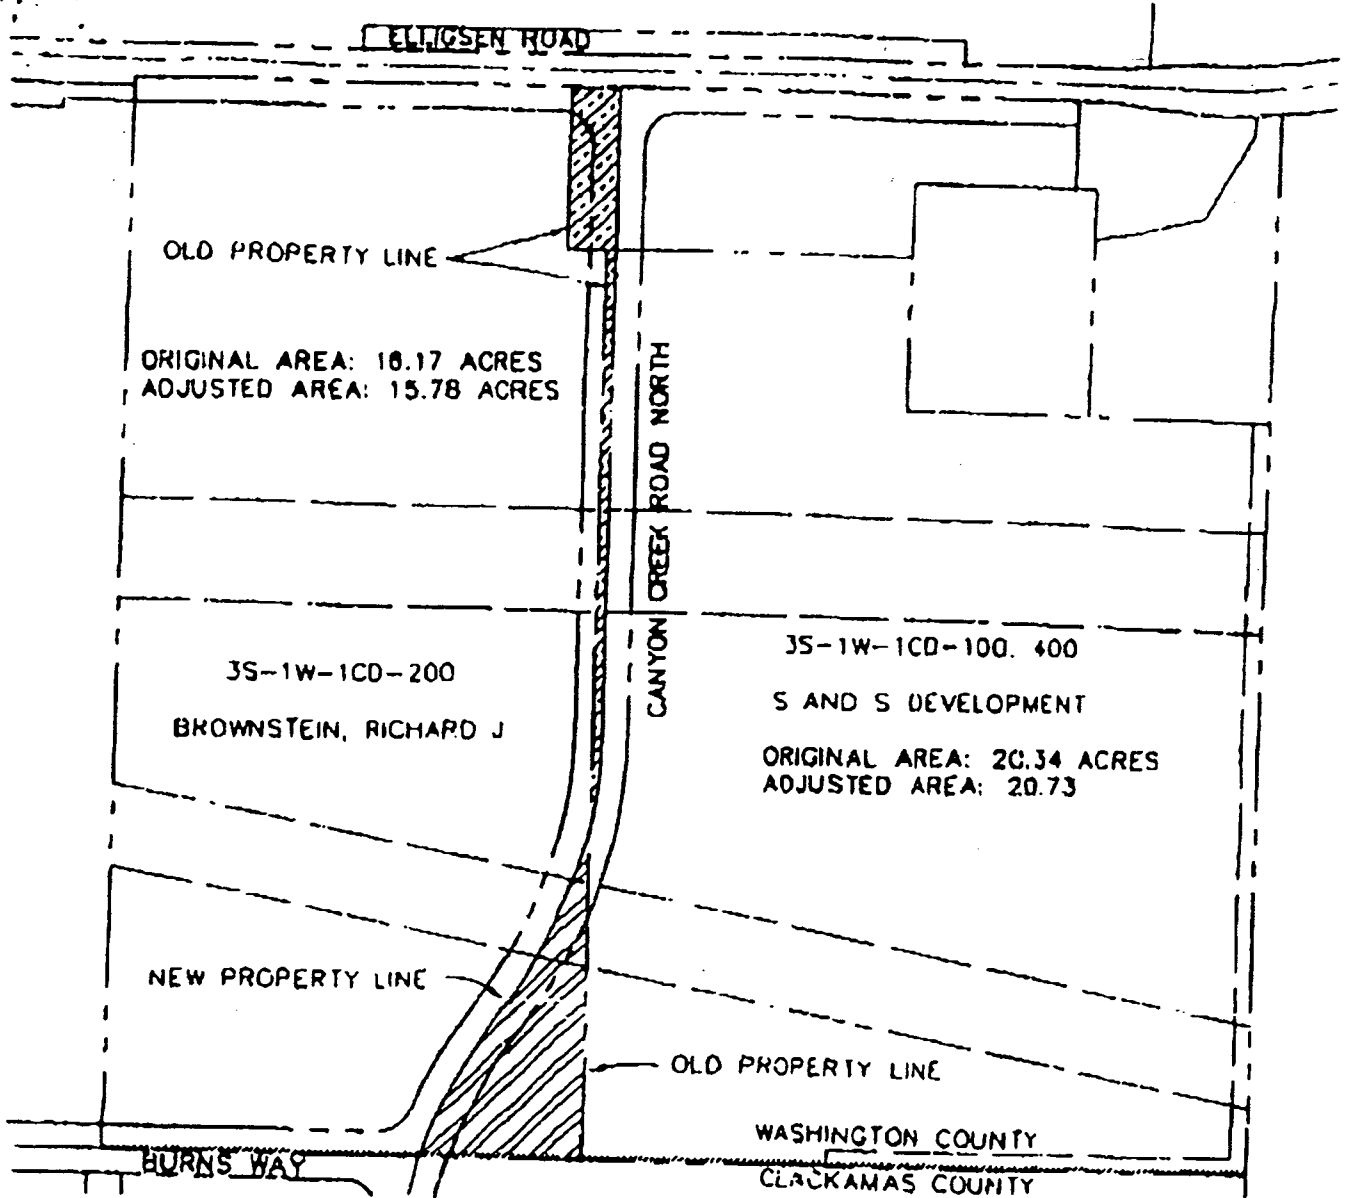 ELLIGSEN ROAD
OLD PROPERTY LINE
ORIGINAL AREA: 16.17 ACRES
ADJUSTED AREA: 15.78 ACRES
CANYON CREEK ROAD NORTH
3S-1W-1CD-200
BROWNSTEIN, RICHARD J
3S-1W-1CD-100. 400
S AND S DEVELOPMENT
ORIGINAL AREA: 20.34 ACRES
ADJUSTED AREA: 20.73
NEW PROPERTY LINE
OLD PROPERTY LINE
WASHINGTON COUNTY
CLACKAMAS COUNTY
BURNS WAY